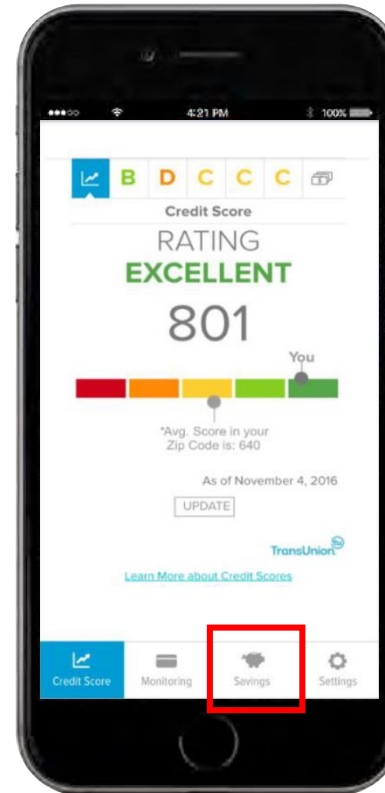 4:21 PM 100%
B D C C C
Credit Score
RATING
EXCELLENT
801
You
*Avg. Score in your
Zip Code is: 640
As of November 4, 2016
UPDATE
TransUnion
Learn More about Credit Scores
Credit Score Monitoring Savings Settings